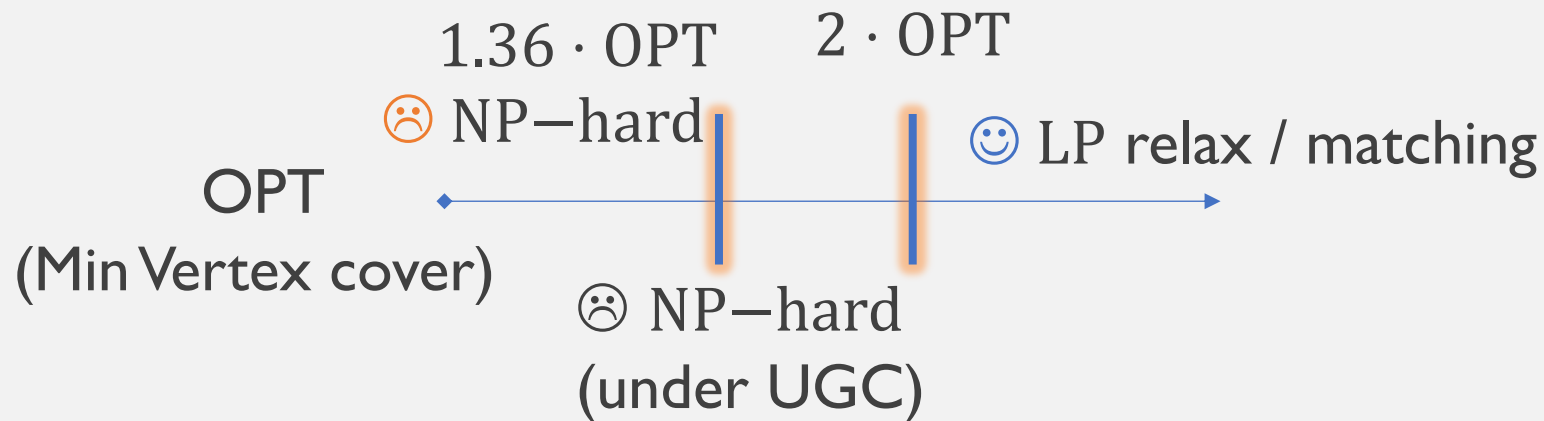 1.36 · OPT
2 · OPT
☹ NP−hard
☺ LP relax / matching
OPT
(Min Vertex cover)
☹ NP−hard
(under UGC)